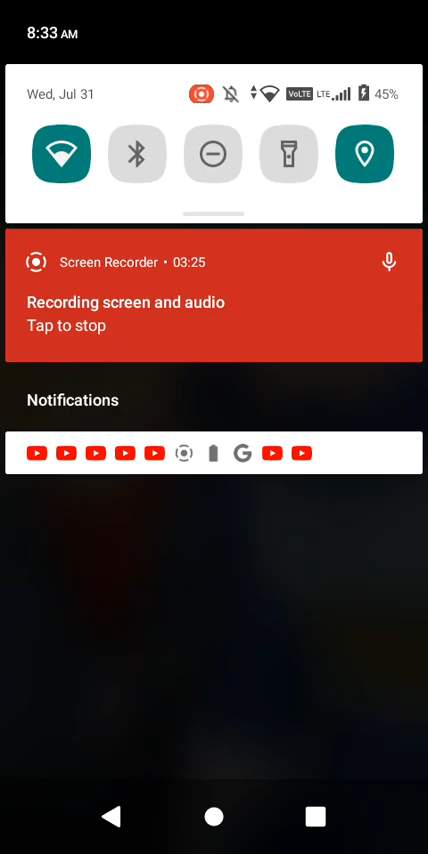 8:33 AM
Wed, Jul 31
VoLTE LTE 45%
Screen Recorder • 03:25
Recording screen and audio
Tap to stop
Notifications
G